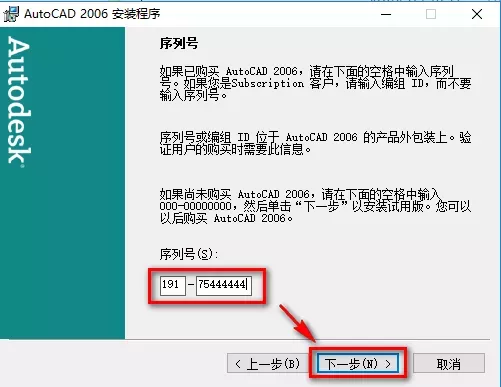 AutoCAD 2006 安装程序
Autodesk
序列号
如果已购买 AutoCAD 2006，请在下面的空格中输入序列
号。如果您是Subscription 客户，请输入编组 ID，而不要
输入序列号。
序列号或编组 ID 位于 AutoCAD 2006 的产品外包装上。验
证用户的购买时需要此信息。
如果尚未购买 AutoCAD 2006，请在下面的空格中输入
000-00000000，然后单击“下一步”以安装试用版。您可以
以后购买 AutoCAD 2006。
序列号(S):
191 - 75444444
< 上一步(B) 下一步(N) > 取消